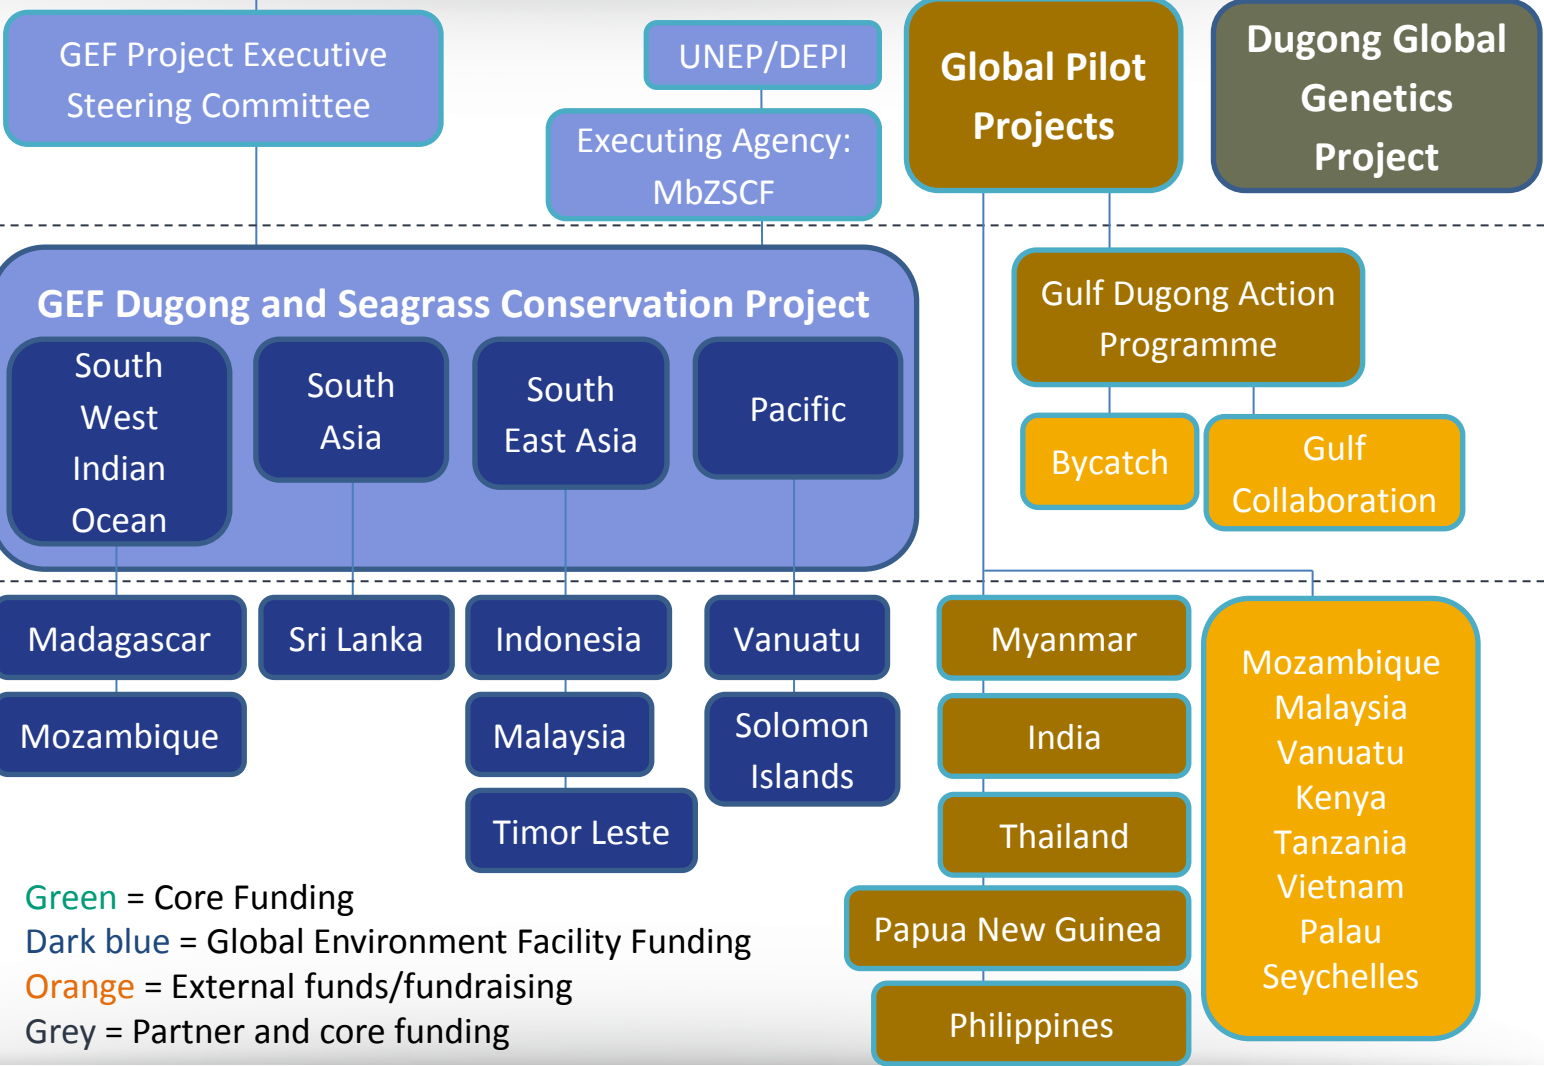 GEF Project Executive
Steering Committee
UNEP/DEPI
Executing Agency:
MbZSCF
Global Pilot
Projects
Dugong Global
Genetics
Project
GEF Dugong and Seagrass Conservation Project
South
West
Indian
Ocean
South
Asia
South
East Asia
Pacific
Gulf Dugong Action
Programme
Bycatch
Gulf
Collaboration
Madagascar
Mozambique
Sri Lanka
Indonesia
Malaysia
Timor Leste
Vanuatu
Solomon
Islands
Myanmar
India
Thailand
Papua New Guinea
Philippines
Mozambique
Malaysia
Vanuatu
Kenya
Tanzania
Vietnam
Palau
Seychelles
Green = Core Funding
Dark blue = Global Environment Facility Funding
Orange = External funds/fundraising
Grey = Partner and core funding